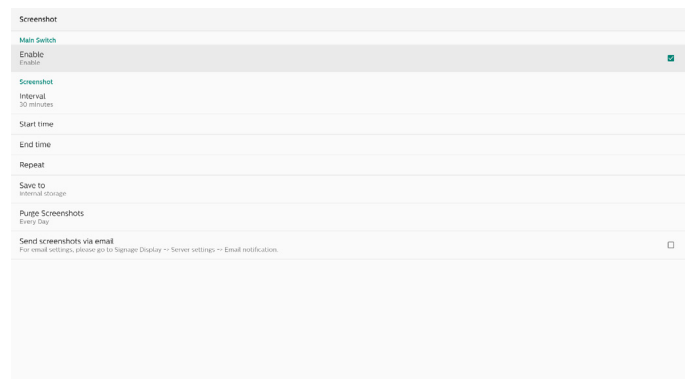 Screenshot
Main Switch
Enable
Enable
Screenshot
Interval
30 minutes
Start time
End time
Repeat
Save to
Internal storage
Purge Screenshots
Every Day
Send screenshots via email
For email settings, please go to Signage Display -> Server settings -> Email notification.